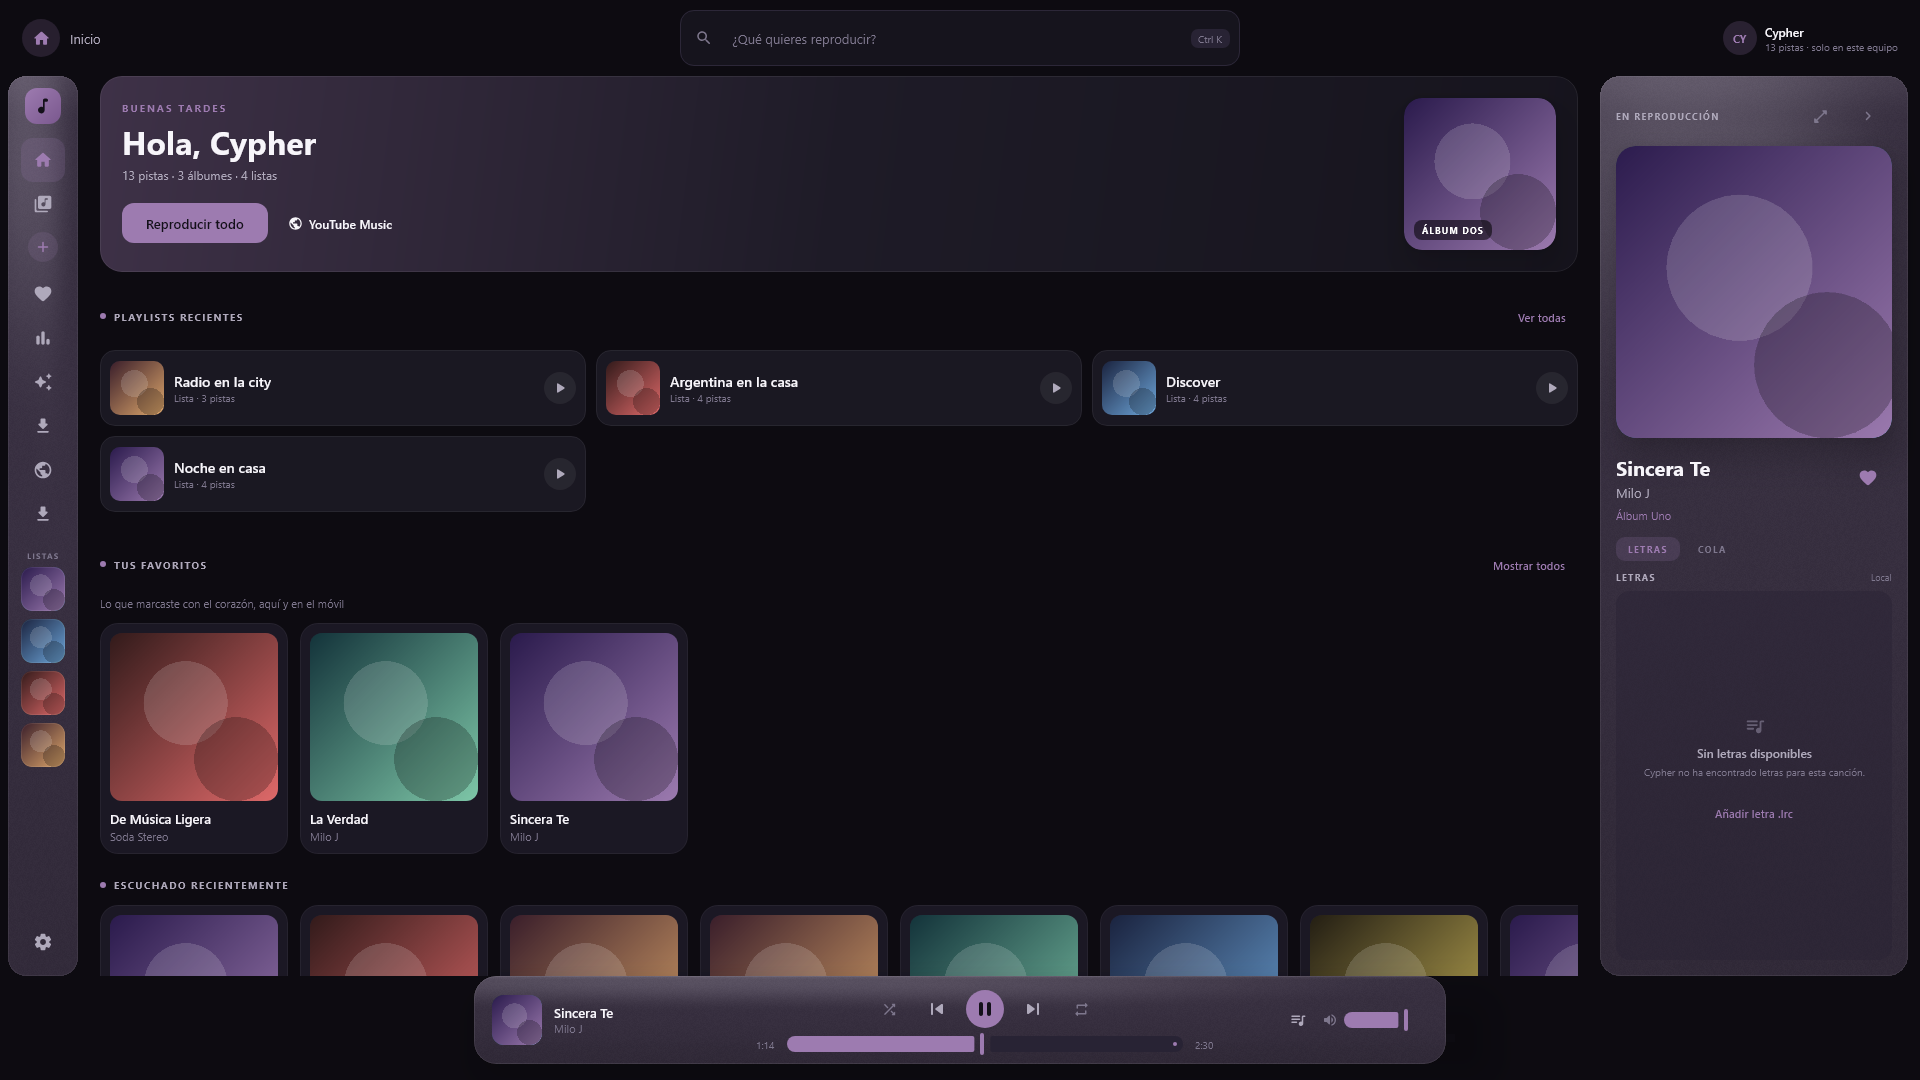 Inicio
¿Qué quieres reproducir?
Ctrl K
CY
Cypher
13 pistas · solo en este equipo
BUENAS TARDES
Hola, Cypher
13 pistas · 3 álbumes · 4 listas
Reproducir todo
YouTube Music
ÁLBUM DOS
PLAYLISTS RECIENTES
Ver todas
Radio en la city
Lista · 3 pistas
Argentina en la casa
Lista · 4 pistas
Discover
Lista · 4 pistas
Noche en casa
Lista · 4 pistas
LISTAS
TUS FAVORITOS
Mostrar todos
Lo que marcaste con el corazón, aquí y en el móvil
De Música Ligera
Soda Stereo
La Verdad
Milo J
Sincera Te
Milo J
ESCUCHADO RECIENTEMENTE
EN REPRODUCCIÓN
Sincera Te
Milo J
Álbum Uno
LETRAS
COLA
LETRAS
Local
Sin letras disponibles
Cypher no ha encontrado letras para esta canción.
Añadir letra .lrc
Sincera Te
Milo J
1:14
2:30